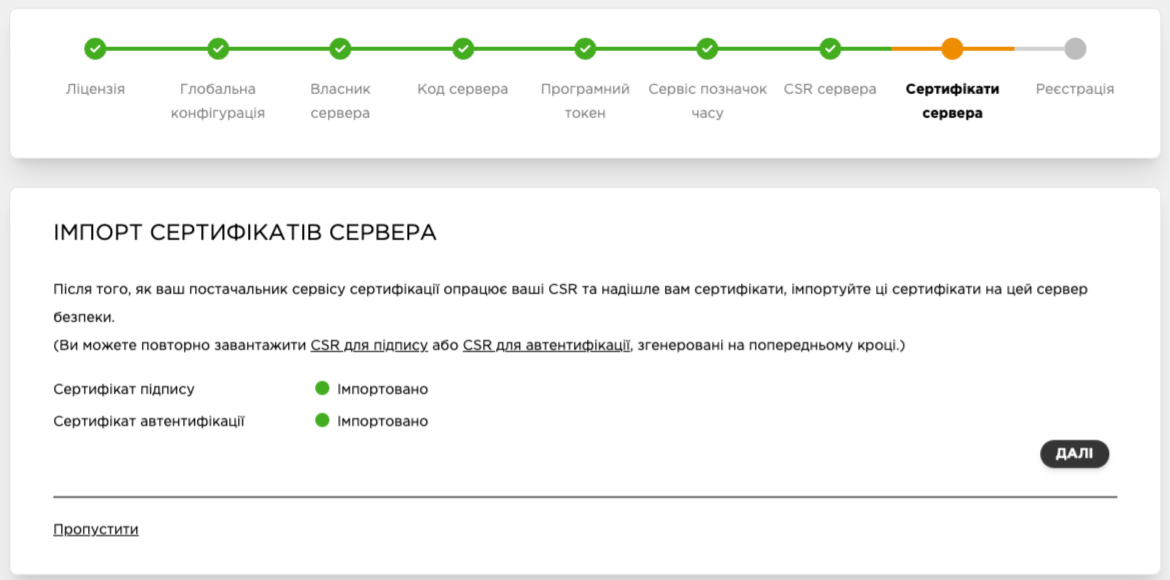 Ліцензія
Глобальна
конфігурація
Власник
сервера
Код сервера
Програмний
токен
Сервіс позначок
часу
CSR сервера
Сертифікати
сервера
Реєстрація
ІМПОРТ СЕРТИФІКАТІВ СЕРВЕРА
Після того, як ваш постачальник сервісу сертифікації опрацює ваші CSR та надішле вам сертифікати, імпортуйте ці сертифікати на цей сервер
безпеки.
(Ви можете повторно завантажити CSR для підпису або CSR для автентифікації, згенеровані на попередньому кроці.)
Сертифікат підпису Імпортовано
Сертифікат автентифікації Імпортовано
ДАЛІ
Пропустити